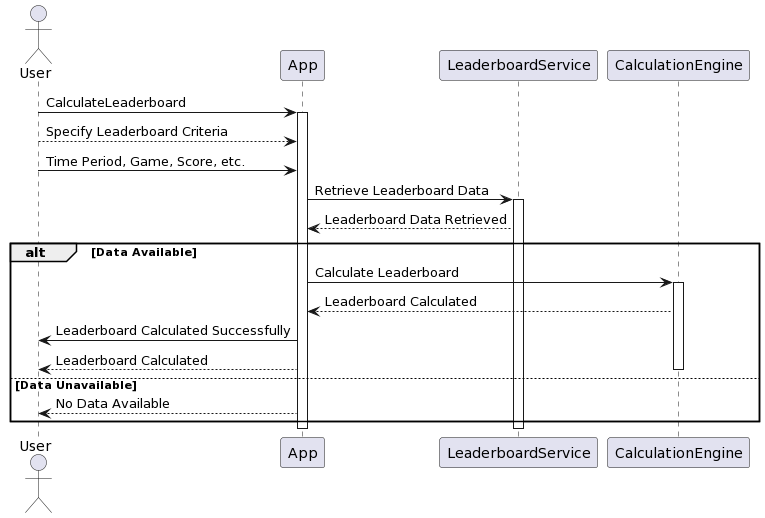 User
App
LeaderboardService
CalculationEngine
CalculateLeaderboard
Specify Leaderboard Criteria
Time Period, Game, Score, etc.
Retrieve Leaderboard Data
Leaderboard Data Retrieved
alt
[Data Available]
Calculate Leaderboard
Leaderboard Calculated
Leaderboard Calculated Successfully
Leaderboard Calculated
[Data Unavailable]
No Data Available
User
App
LeaderboardService
CalculationEngine